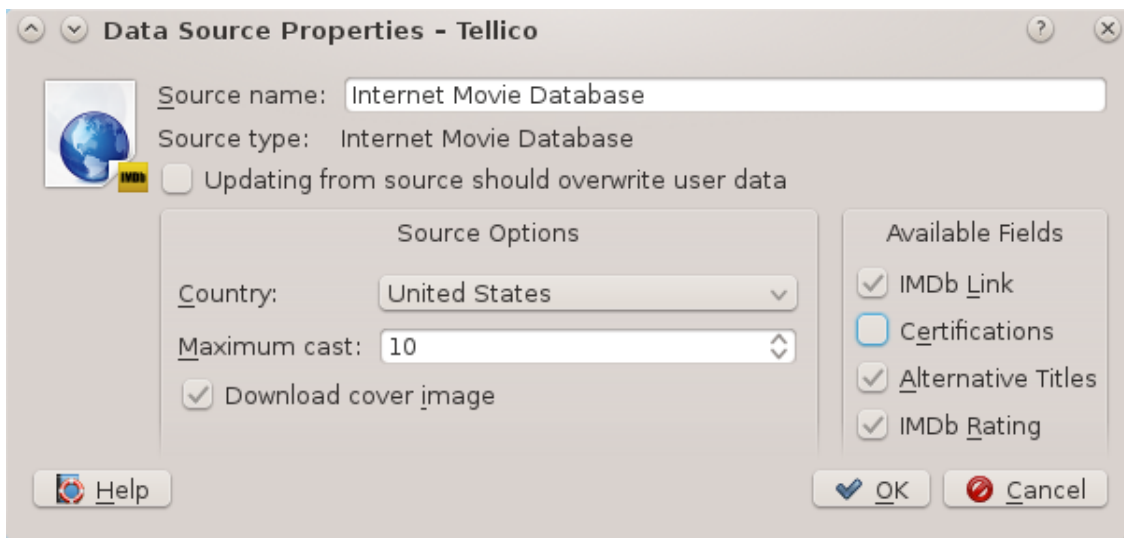 Data Source Properties – Tellico
Source name: Internet Movie Database
Source type: Internet Movie Database
IMDb
Updating from source should overwrite user data
Source Options
Country: United States
Maximum cast: 10
Download cover image
Available Fields
IMDb Link
Certifications
Alternative Titles
IMDb Rating
Help
OK
Cancel